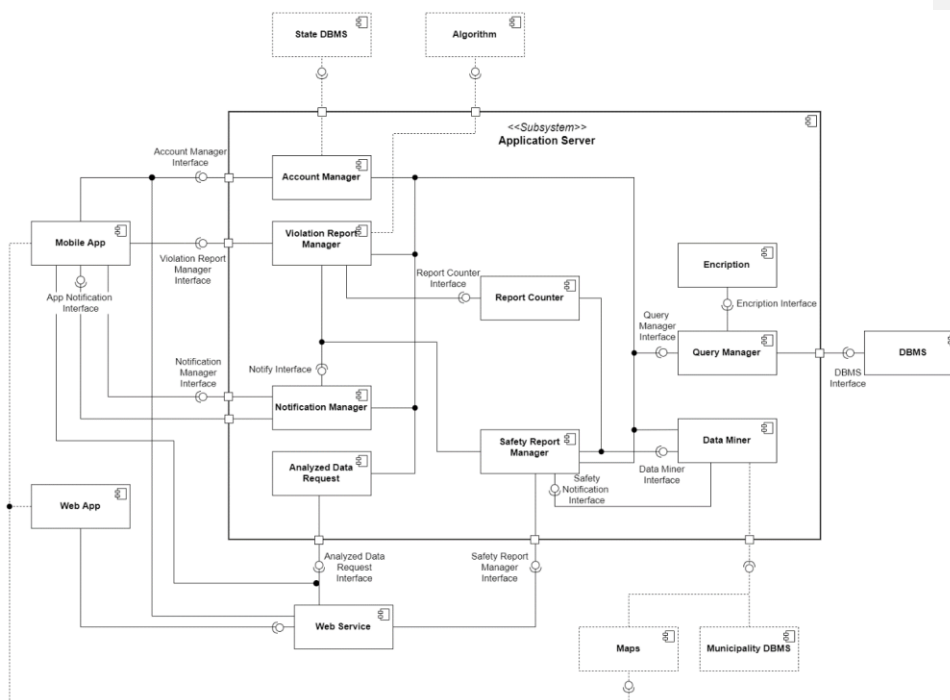 State DBMS
Algorithm
<<Subsystem>>
Application Server
Account Manager
Interface
Account Manager
Mobile App
Violation Report
Manager
Violation Report
Manager
Interface
Encription
App Notification
Interface
Report Counter
Interface
Report Counter
Encription Interface
Query
Manager
Interface
Query Manager
DBMS
DBMS
Interface
Notification
Manager
Interface
Notify Interface
Notification Manager
Safety Report
Manager
Data Miner
Analyzed Data
Request
Data Miner
Interface
Safety
Notification
Interface
Web App
Analyzed Data
Request
Interface
Safety Report
Manager
Interface
Web Service
Maps
Municipality DBMS